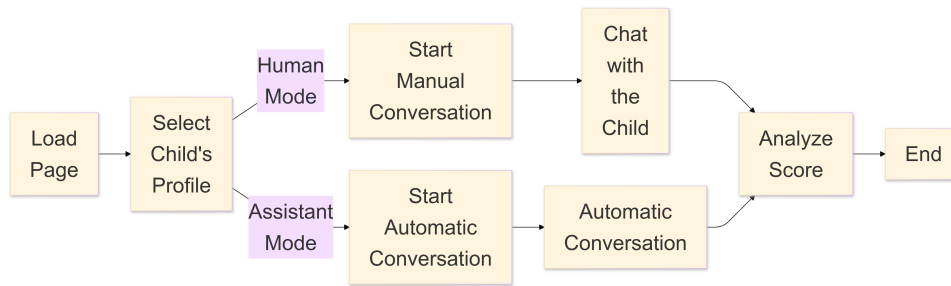 Load
Page
Select
Child's
Profile
Human
Mode
Start
Manual
Conversation
Chat
with
the
Child
Assistant
Mode
Start
Automatic
Conversation
Automatic
Conversation
Analyze
Score
End